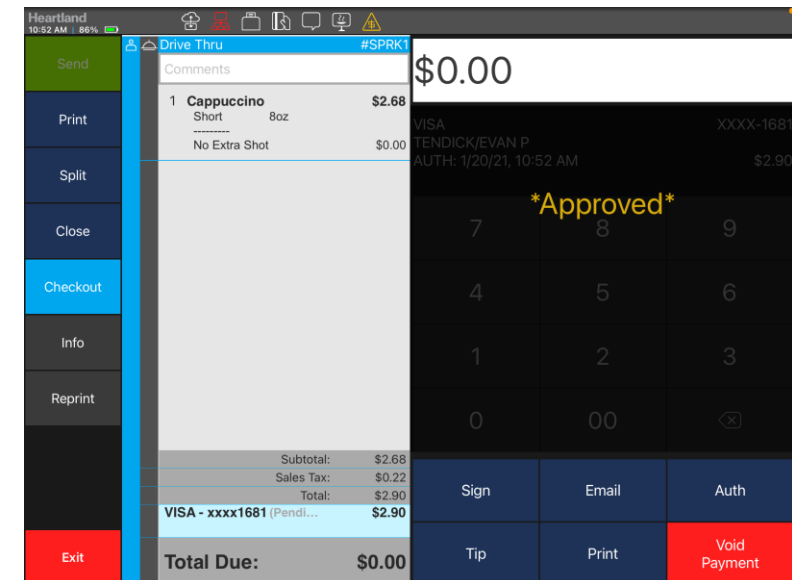 Heartland
10:52 AM | 86%
Send
Print
Split
Close
Checkout
Info
Reprint
Exit
Drive Thru #SPRK1
Comments
1 Cappuccino $2.68
Short 8oz
---------
No Extra Shot $0.00
Subtotal: $2.68
Sales Tax: $0.22
Total: $2.90
VISA - xxxx1681 (Pendi... $2.90
Total Due: $0.00
$0.00
VISA XXXX-1681
TENDICK/EVAN P
AUTH: 1/20/21, 10:52 AM $2.90
*Approved*
7 8 9
4 5 6
1 2 3
0 00
Sign Email Auth
Tip Print Void
Payment